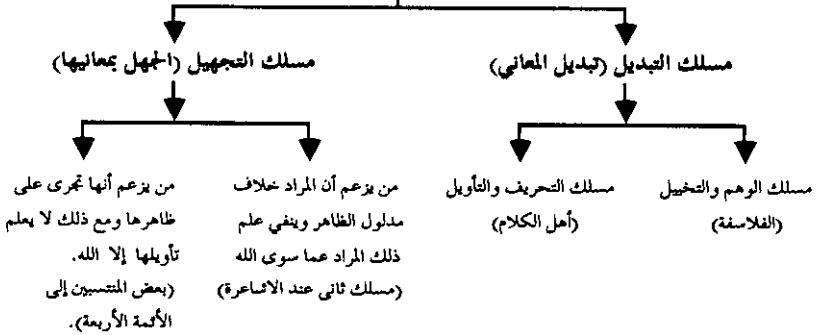 مسلك التبديل (تبديل المعاني)
مسلك التجهيل (الجهل بمعانيها)
مسلك الوهم والتخييل
(الفلاسفة)
مسلك التحريف والتأويل
(أهل الكلام)
من يزعم أن المراد خلاف
مدلول الظاهر وينفي علم
ذلك المراد عما سوى الله
(مسلك ثانى عند الاشاعرة)
من يزعم أنها تجرى على
ظاهرها ومع ذلك لا يعلم
تأويلها إلا الله.
(بعض المنتسبين إلى
الأئمة الأربعة).